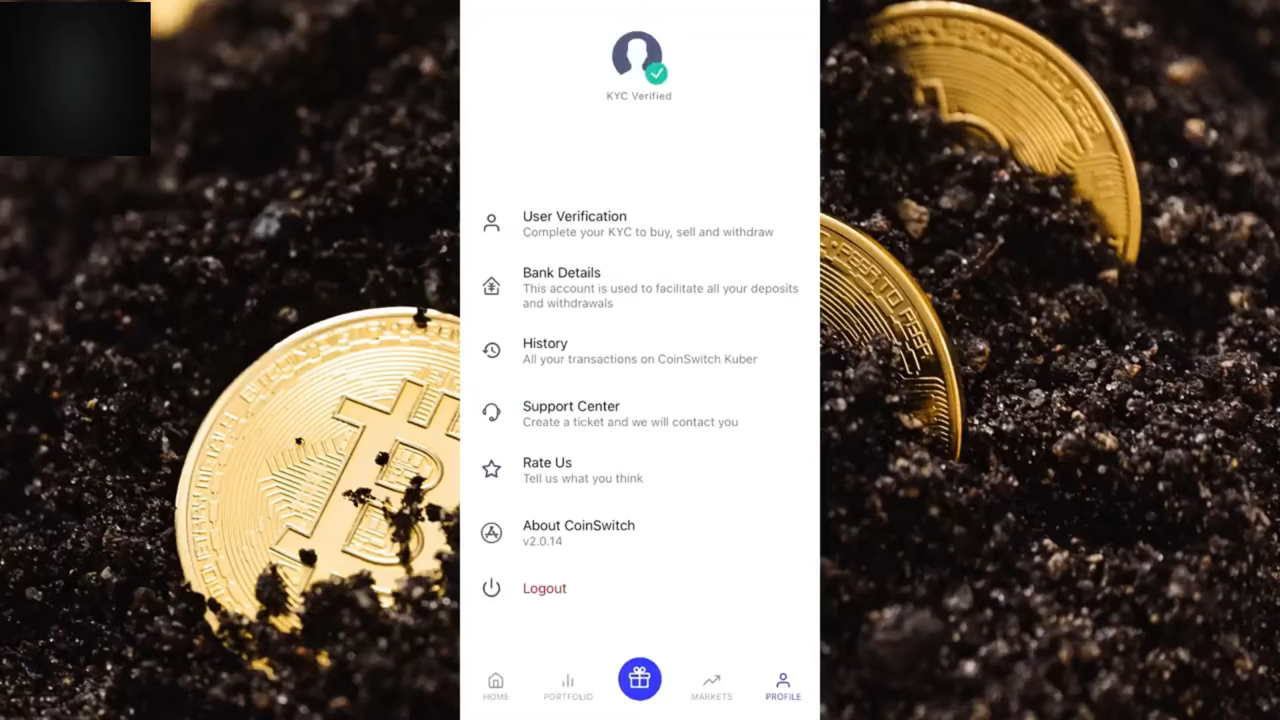 KYC Verified
User Verification
Complete your KYC to buy, sell and withdraw
Bank Details
This account is used to facilitate all your deposits
and withdrawals
History
All your transactions on CoinSwitch Kuber
Support Center
Create a ticket and we will contact you
Rate Us
Tell us what you think
About CoinSwitch
v2.0.14
Logout
HOME
PORTFOLIO
MARKETS
PROFILE